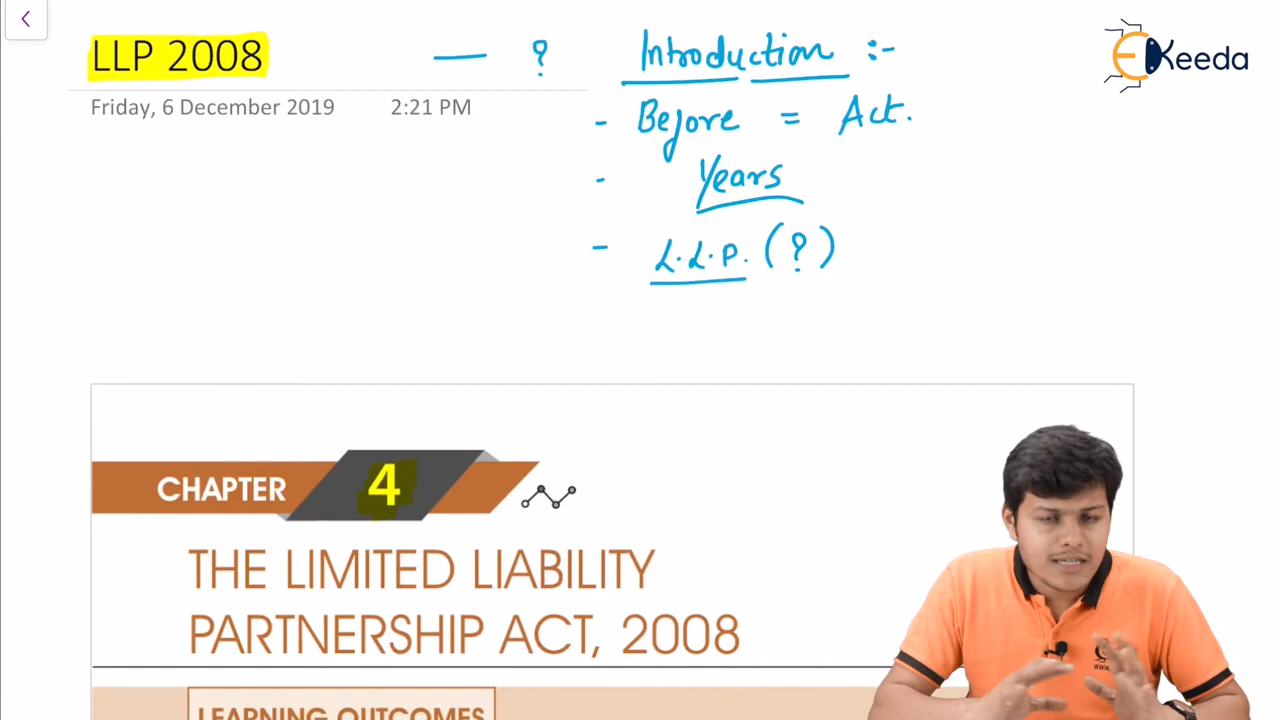 LLP 2008
— ? Introduction :-
EKeeda
Friday, 6 December 2019 2:21 PM
- Before = Act.
- Years
- L.L.P. (?)
CHAPTER 4
THE LIMITED LIABILITY
PARTNERSHIP ACT, 2008
LEARNING OUTCOMES